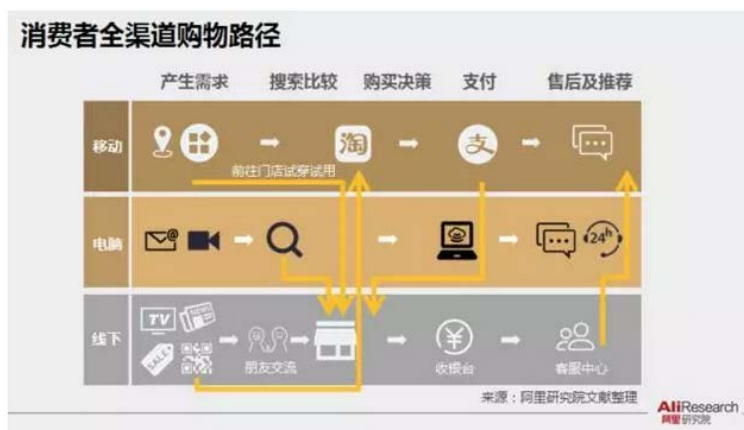 消费者全渠道购物路径
产生需求 搜索比较 购买决策 支付 售后及推荐
移动
淘
支
前往门店试穿试用
电脑
@
24h
线下
TV
NEWS
SALE
¥
朋友交流
收银台
客服中心
来源：阿里研究院文献整理
AliResearch
阿里研究院